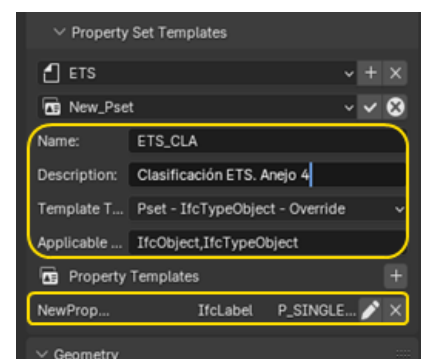 Property Set Templates
ETS
New_Pset
Name: ETS_CLA
Description: Clasificación ETS. Anejo 4
Template T... Pset - IfcTypeObject - Override
Applicable ... IfcObject,IfcTypeObject
Property Templates
NewProp... IfcLabel P_SINGLE...
Geometry